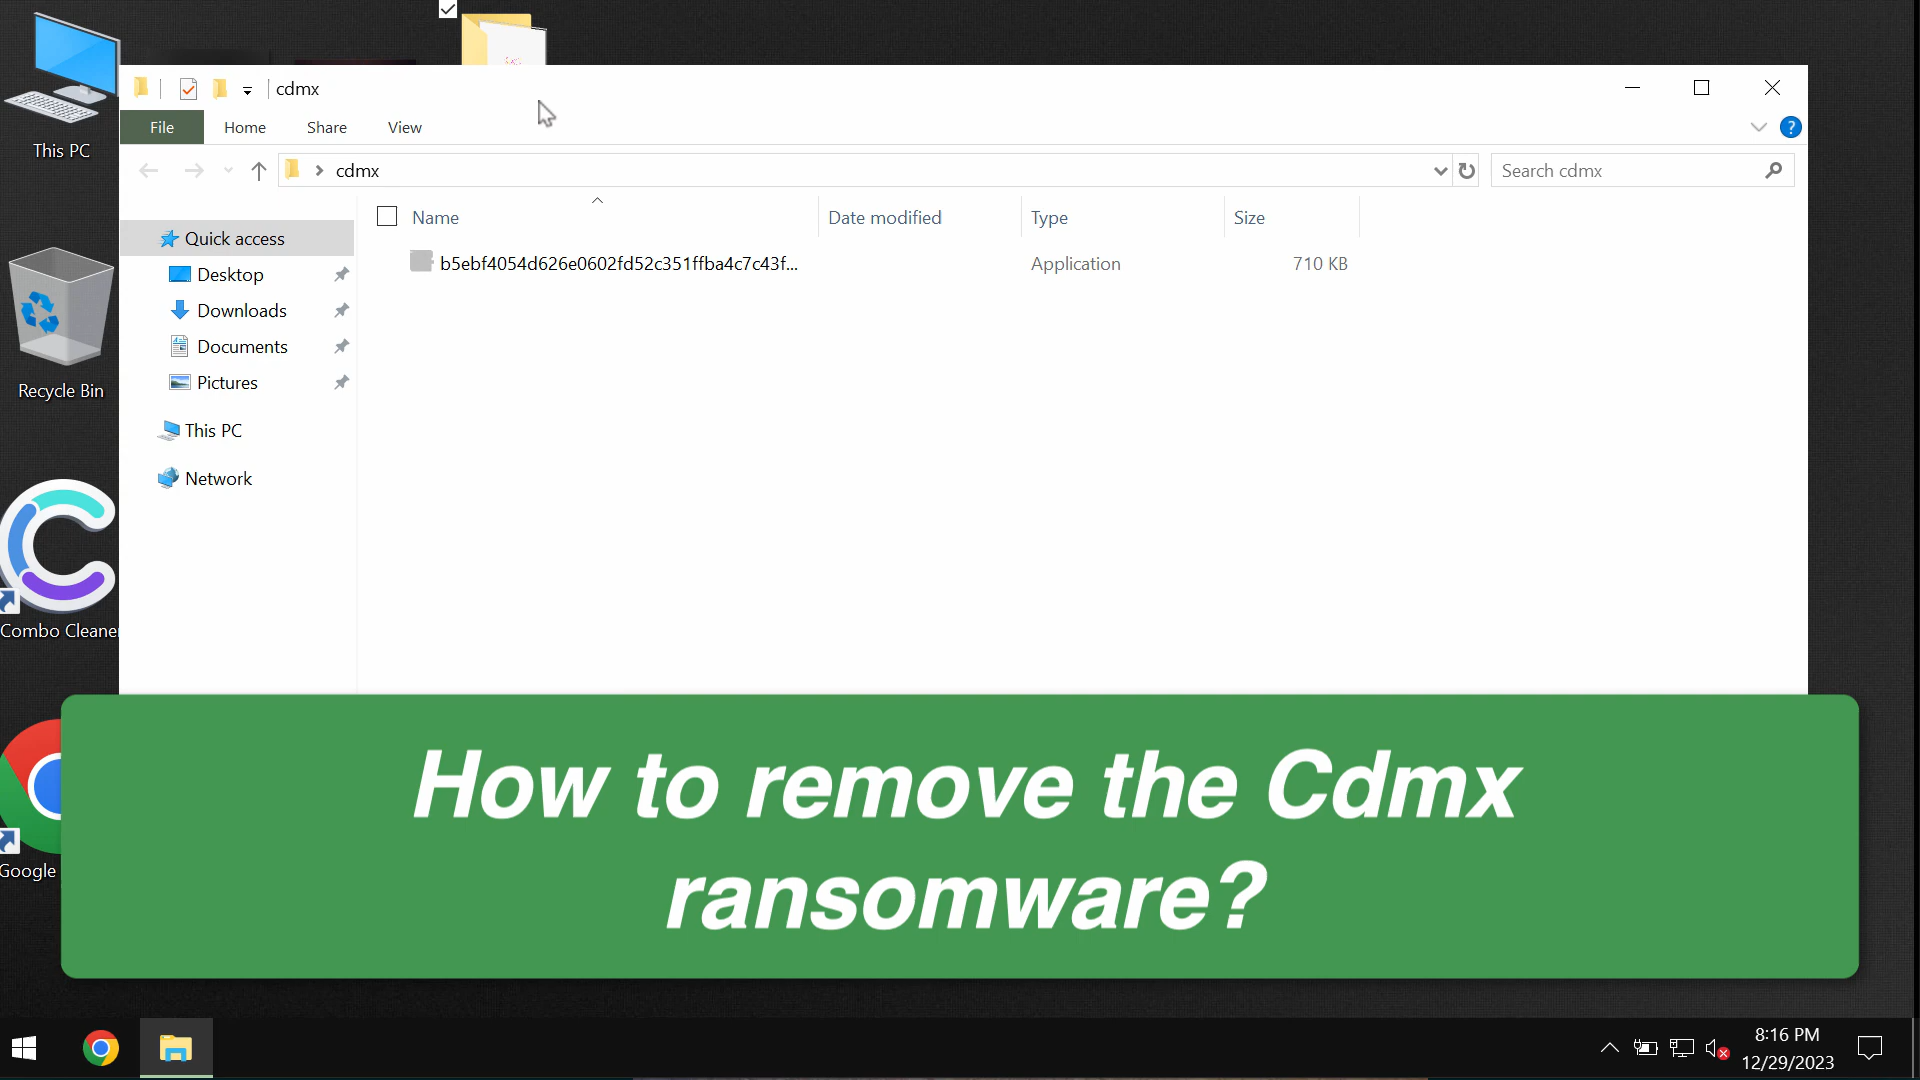 cdmx
File Home Share View
This PC
cdmx
Search cdmx
Name Date modified Type Size
Quick access
b5ebf4054d626e0602fd52c351ffba4c7c43f... Application 710 KB
Desktop
Downloads
Documents
Pictures
Recycle Bin
This PC
Network
Combo Cleaner
How to remove the Cdmx
ransomware?
Google
8:16 PM
12/29/2023